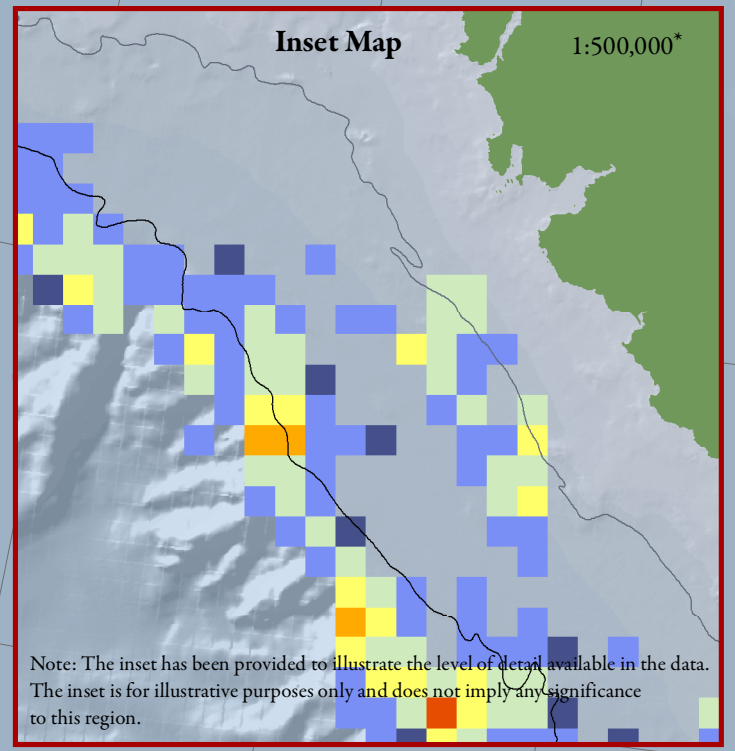 Inset Map
1:500,000*
Note: The inset has been provided to illustrate the level of detail available in the data.
The inset is for illustrative purposes only and does not imply any significance
to this region.